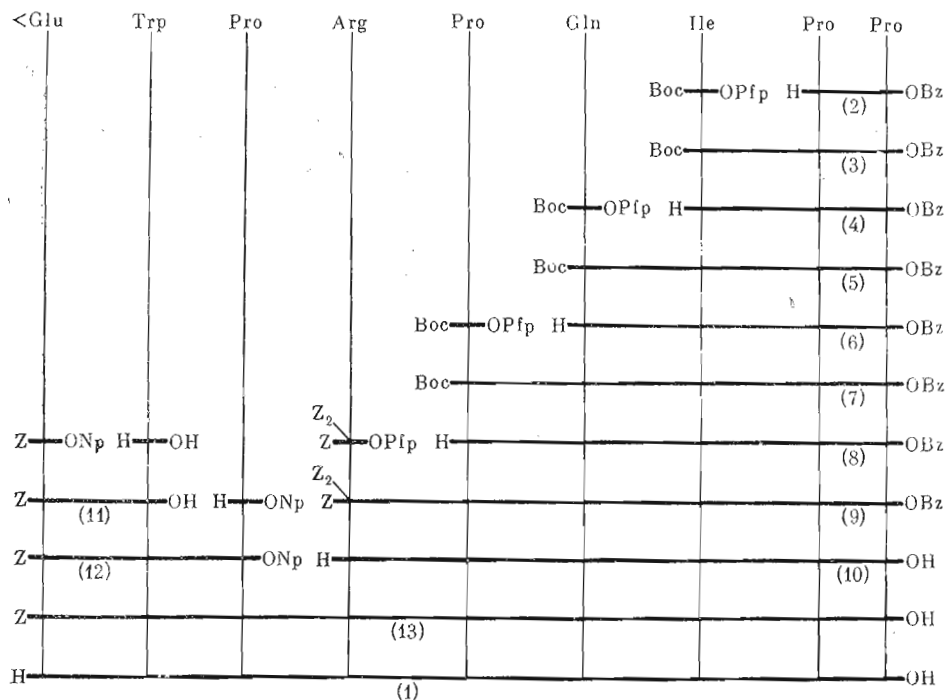 <Glu Trp Pro Arg Pro Gln Ile Pro Pro
Boc OPfp H OBz
(2)
Boc OBz
(3)
Boc OPfp H OBz
(4)
Boc OBz
(5)
Boc OPfp H OBz
(6)
Boc OBz
(7)
Z₂
Z ONp H OH Z OPfp H OBz
(8)
Z₂
Z OH H ONp Z OBz
(11) (9)
Z ONp H OH
(12) (10)
Z OH
(13)
H OH
(1)